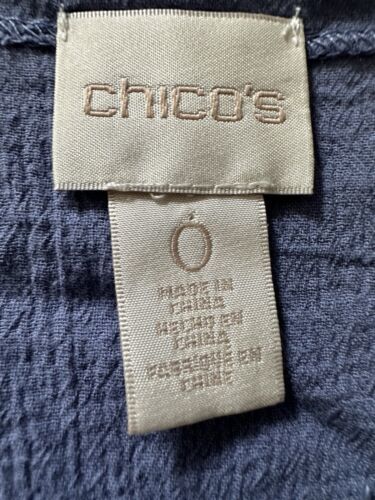 chico's
0
MADE IN
CHINA
HECHO EN
CHINA
FABRIQUE EN
CHINE